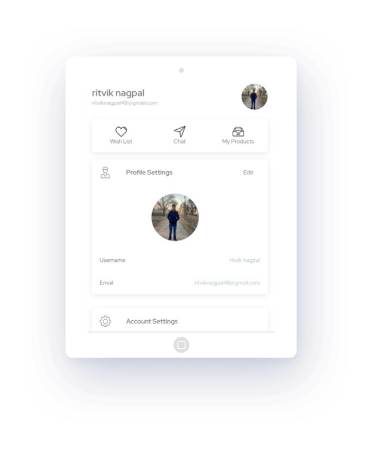 ritvik nagpal
ritviknagpal48@gmail.com
Wish List
Chat
My Products
Profile Settings
Edit
Username
ritvik nagpal
Email
ritviknagpal48@gmail.com
Account Settings